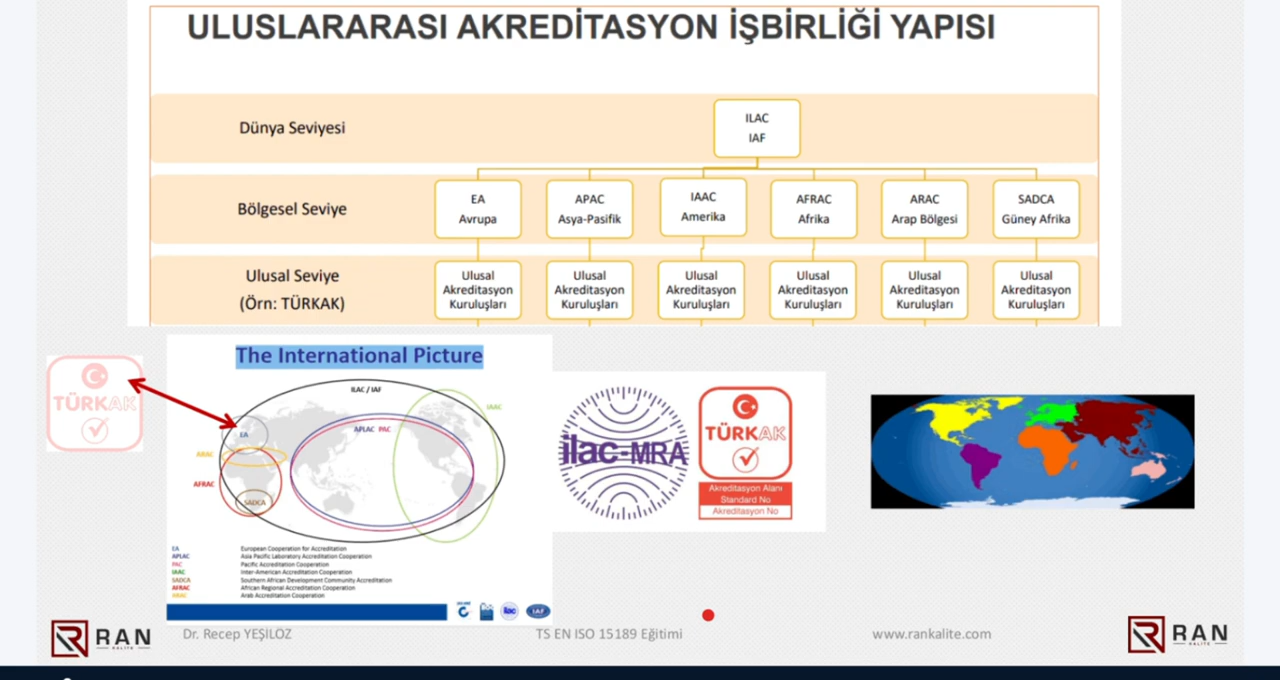 ULUSLARARASI AKREDİTASYON İŞBİRLİĞİ YAPISI
Dünya Seviyesi
ILAC
IAF
Bölgesel Seviye
EA
Avrupa
APAC
Asya-Pasifik
IAAC
Amerika
AFRAC
Afrika
ARAC
Arap Bölgesi
SADCA
Güney Afrika
Ulusal Seviye
(Örn: TÜRKAK)
Ulusal
Akreditasyon
Kuruluşları
Ulusal
Akreditasyon
Kuruluşları
Ulusal
Akreditasyon
Kuruluşları
Ulusal
Akreditasyon
Kuruluşları
Ulusal
Akreditasyon
Kuruluşları
Ulusal
Akreditasyon
Kuruluşları
TÜRKAK
The International Picture
ILAC / IAF
IAAC
APLAC PAC
EA
ARAC
AFRAC
SADCA
EA European Cooperation for Accreditation
APLAC Asia Pacific Laboratory Accreditation Cooperation
PAC Pacific Accreditation Cooperation
IAAC Inter-American Accreditation Cooperation
SADCA Southern African Development Community Accreditation
AFRAC African Regional Accreditation Cooperation
ARAC Arab Accreditation Cooperation
ilac
IAF
ilac-MRA
TÜRKAK
Akreditasyon Alanı
Standard No
Akreditasyon No
RAN
KALİTE
Dr. Recep YEŞİLÖZ
TS EN ISO 15189 Eğitimi
www.rankalite.com
RAN
KALİTE